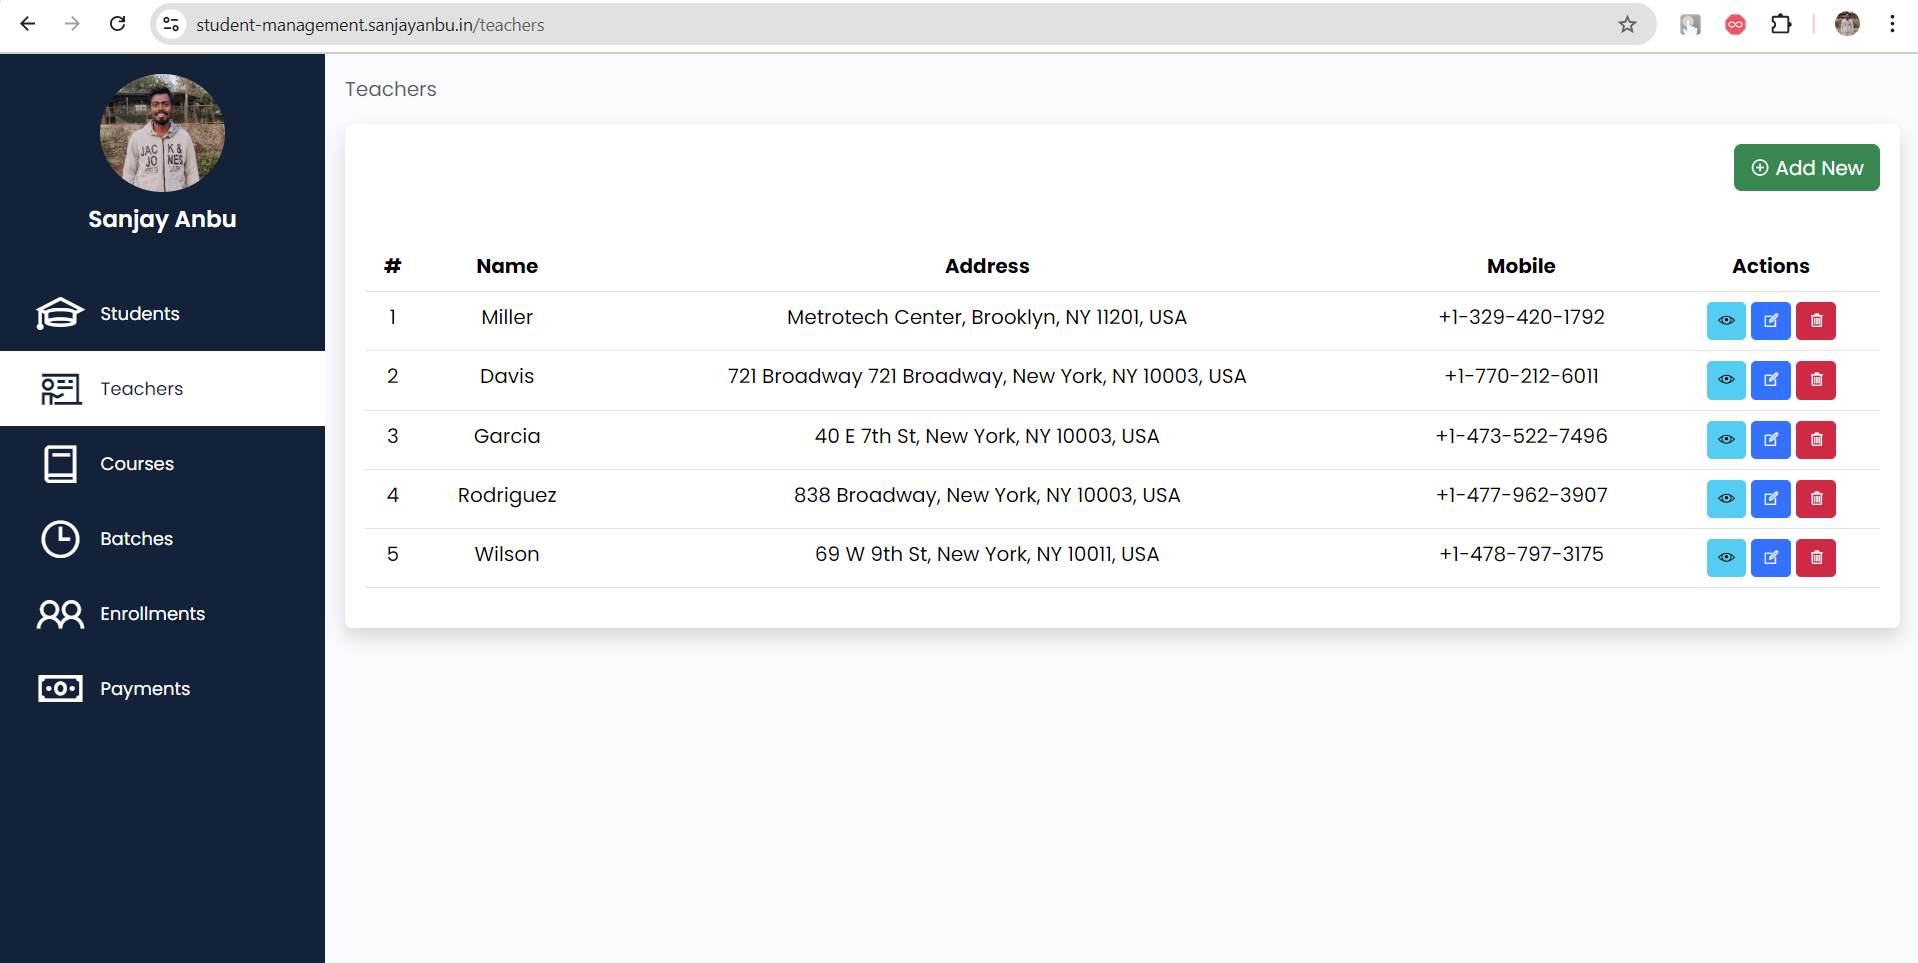 student-management.sanjayanbu.in/teachers
JAC K &
JO NES
Sanjay Anbu
Students
Teachers
Courses
Batches
Enrollments
Payments
Teachers
Add New
# Name Address Mobile Actions
1 Miller Metrotech Center, Brooklyn, NY 11201, USA +1-329-420-1792
2 Davis 721 Broadway 721 Broadway, New York, NY 10003, USA +1-770-212-6011
3 Garcia 40 E 7th St, New York, NY 10003, USA +1-473-522-7496
4 Rodriguez 838 Broadway, New York, NY 10003, USA +1-477-962-3907
5 Wilson 69 W 9th St, New York, NY 10011, USA +1-478-797-3175